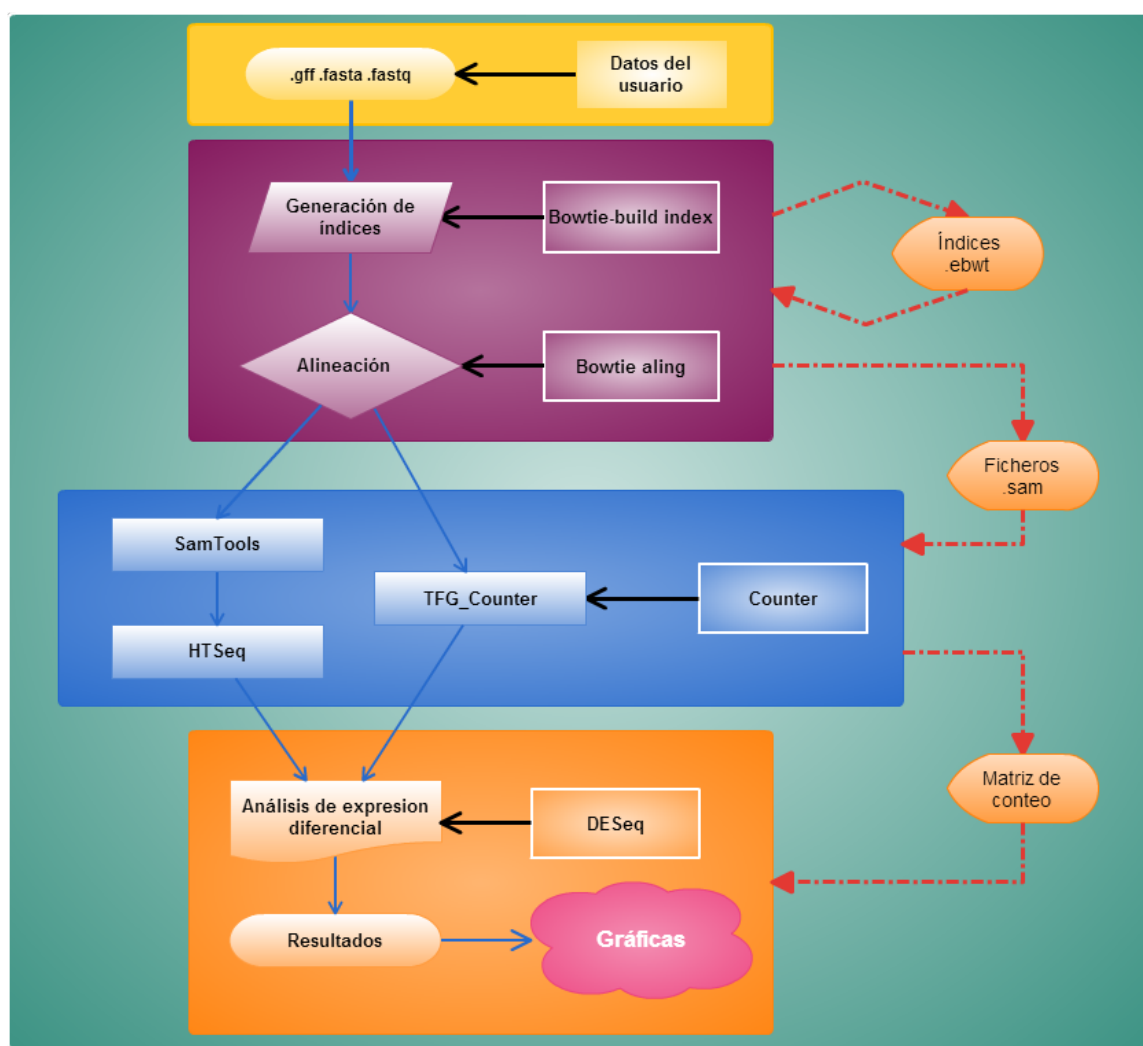 .gff .fasta .fastq
Datos del
usuario
Generación de
índices
Bowtie-build index
Índices
.ebwt
Alineación
Bowtie aling
Ficheros
.sam
SamTools
TFG_Counter
Counter
HTSeq
Matriz de
conteo
Análisis de expresion
diferencial
DESeq
Resultados
Gráficas